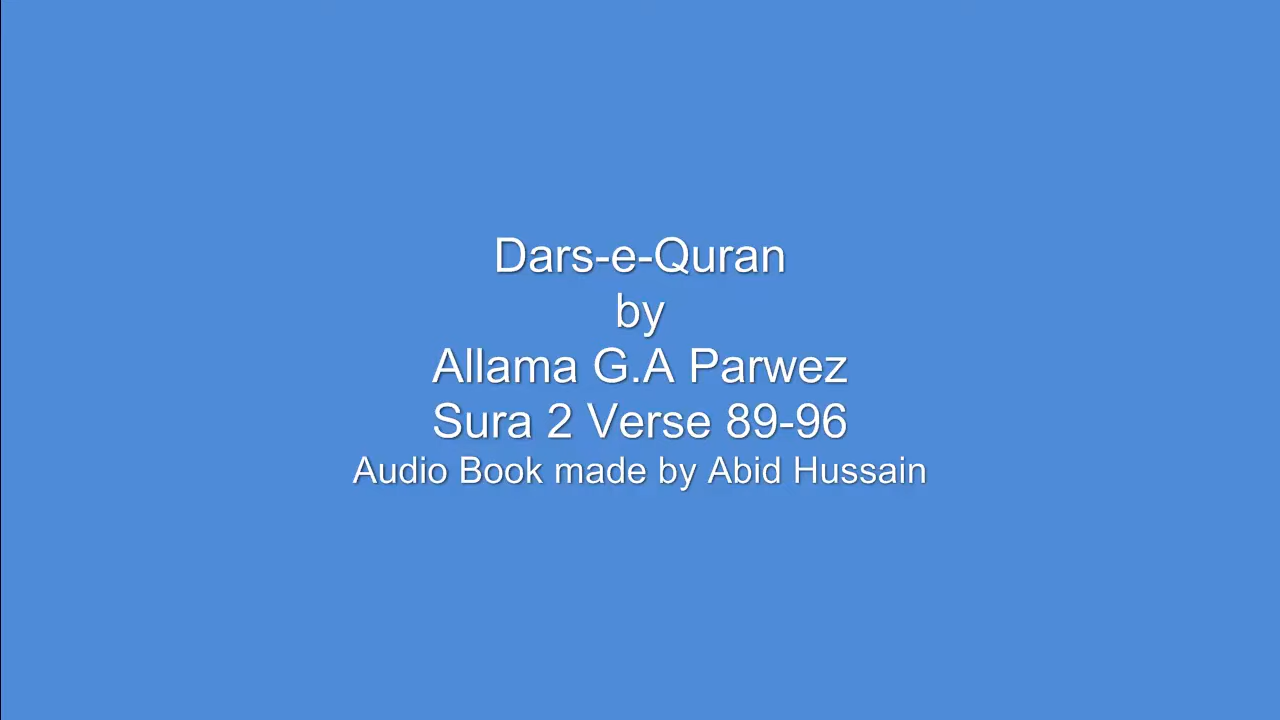 Dars-e-Quran
by
Allama G.A Parwez
Sura 2 Verse 89-96
Audio Book made by Abid Hussain